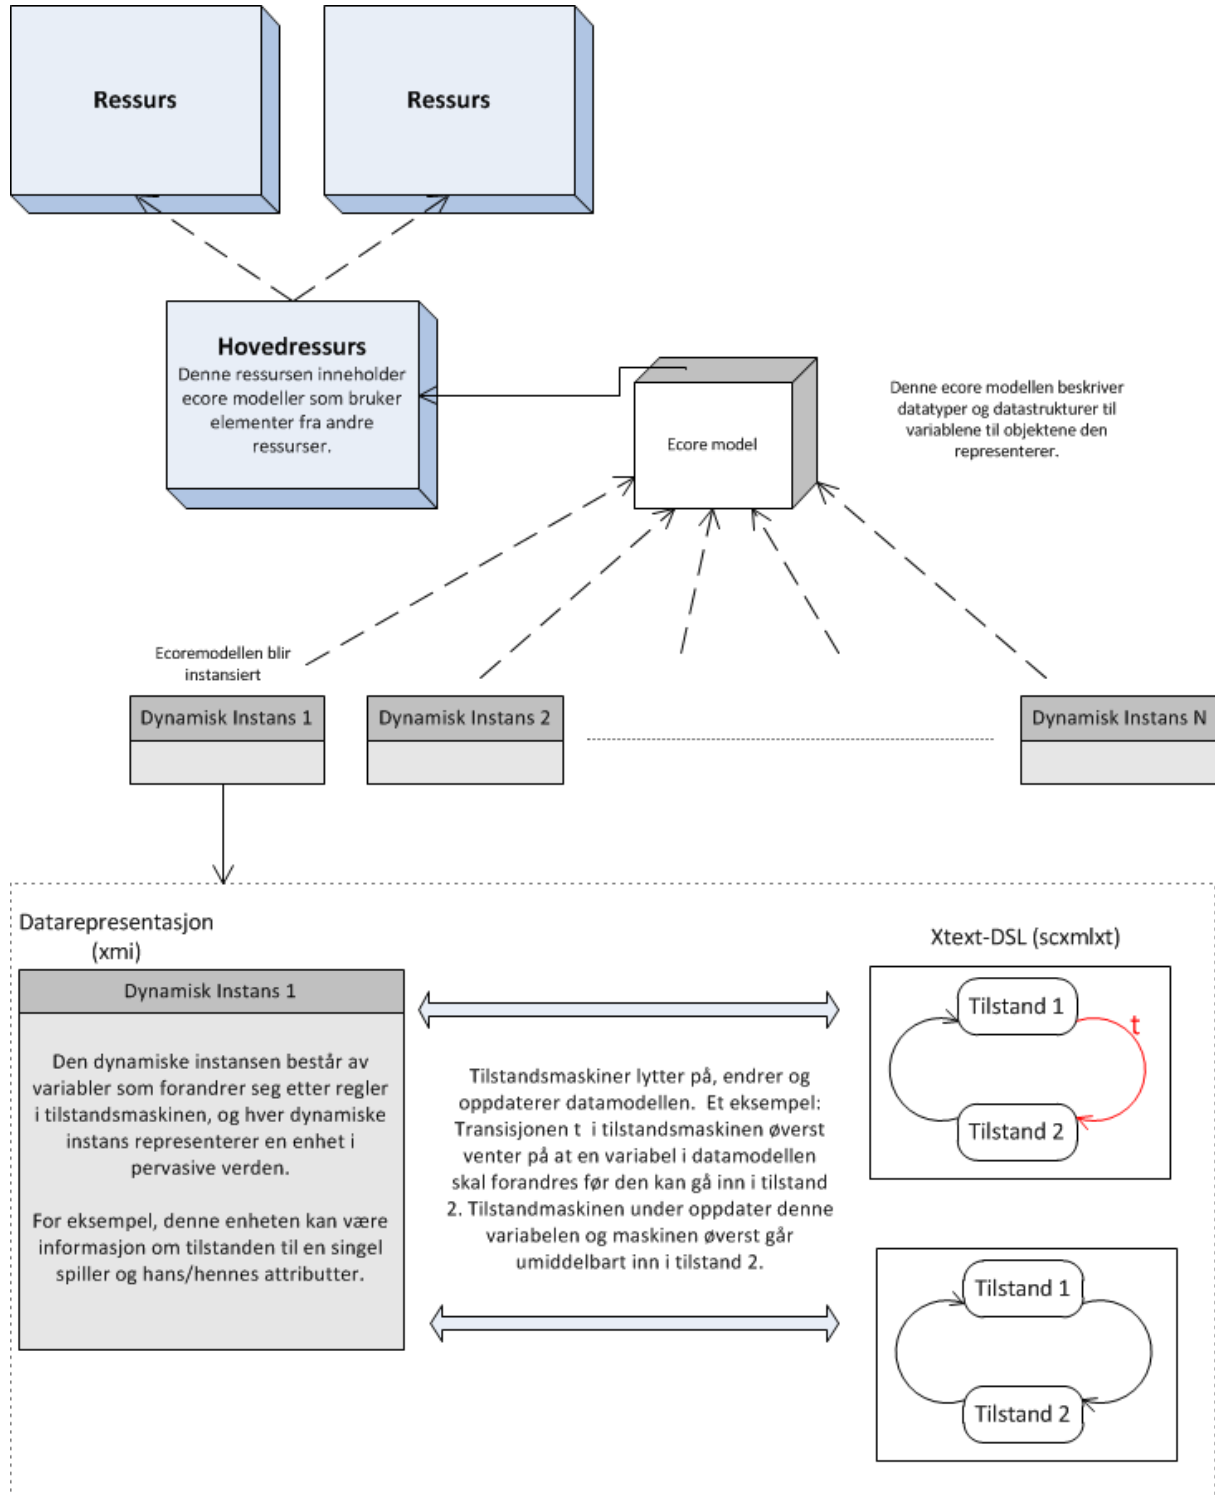 Ressurs
Ressurs
Hovedressurs
Denne ressursen inneholder
ecore modeller som bruker
elementer fra andre
ressurser.
Ecore model
Denne ecore modellen beskriver
datatyper og datastrukturer til
variablene til objektene den
representerer.
Ecoremodellen blir
instansiert
Dynamisk Instans 1
Dynamisk Instans 2
Dynamisk Instans N
Datarepresentasjon
(xmi)
Dynamisk Instans 1
Den dynamiske instansen består av
variabler som forandrer seg etter regler
i tilstandsmaskinen, og hver dynamiske
instans representerer en enhet i
pervasive verden.
For eksempel, denne enheten kan være
informasjon om tilstanden til en singel
spiller og hans/hennes attributter.
Tilstandsmaskiner lytter på, endrer og
oppdaterer datamodellen.  Et eksempel:
Transisjonen t  i tilstandsmaskinen øverst
venter på at en variabel i datamodellen
skal forandres før den kan gå inn i tilstand
2. Tilstandmaskinen under oppdater denne
variabelen og maskinen øverst går
umiddelbart inn i tilstand 2.
Xtext-DSL (scxmlxt)
Tilstand 1
t
Tilstand 2
Tilstand 1
Tilstand 2